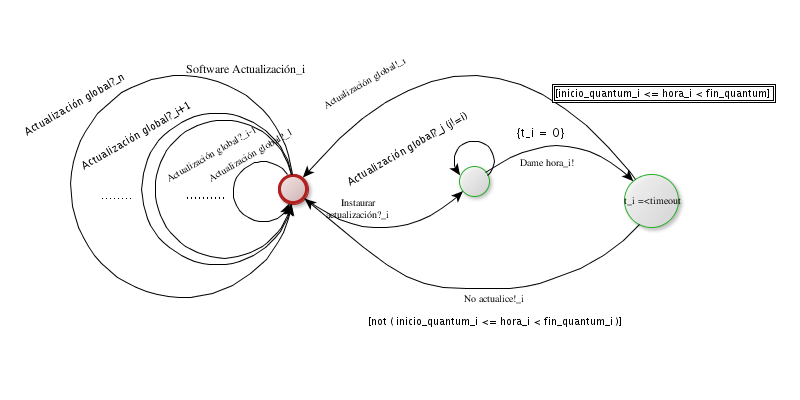 Software Actualización_i
Actualización global?_n
Actualización global?_i+1
Actualización global?_i-1
Actualización global?_1
........
..........
Actualización global!_i
[inicio_quantum_i <= hora_i < fin_quantum]
Actualización global?_j (j!=i)
{t_i = 0}
Dame hora_i!
Instaurar
actualización?_i
t_i =<timeout
No actualice!_i
[not ( inicio_quantum_i <= hora_i < fin_quantum_i )]